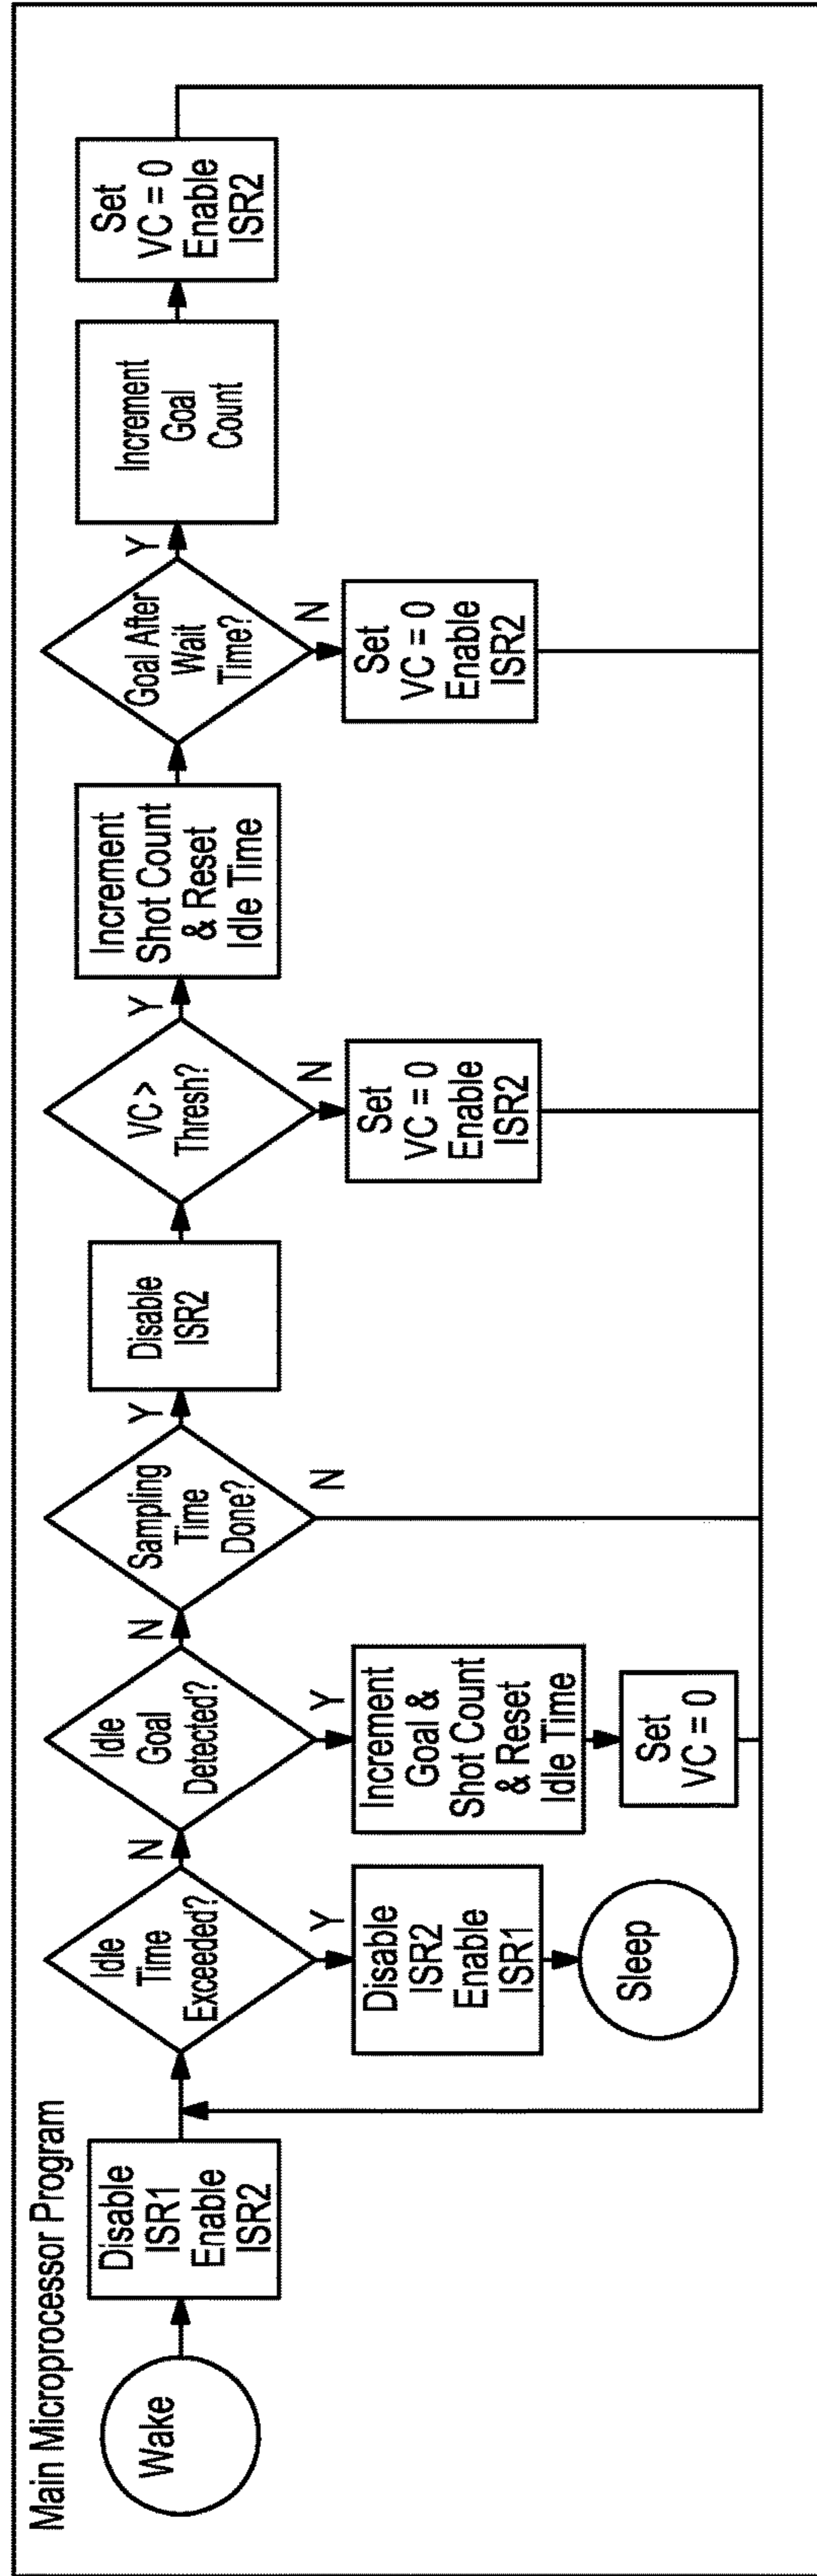 Main Microprocessor Program
Wake
Disable
ISR1
Enable
ISR2
Idle
Time
Exceeded?
Y
Disable
ISR2
Enable
ISR1
Sleep
N
Idle
Goal
Detected?
Y
Increment
Goal &
Shot Count
& Reset
Idle Time
Set
VC = 0
N
Sampling
Time
Done?
N
Y
Disable
ISR2
VC >
Thresh?
N
Set
VC = 0
Enable
ISR2
Y
Increment
Shot Count
& Reset
Idle Time
Goal After
Wait
Time?
N
Set
VC = 0
Enable
ISR2
Y
Increment
Goal
Count
Set
VC = 0
Enable
ISR2